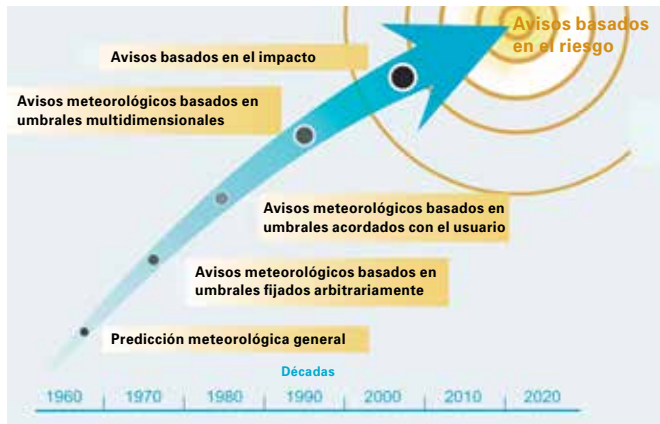 Avisos basados
en el riesgo
Avisos basados en el impacto
Avisos meteorológicos basados en
umbrales multidimensionales
Avisos meteorológicos basados en
umbrales acordados con el usuario
Avisos meteorológicos basados en
umbrales fijados arbitrariamente
Predicción meteorológica general
Décadas
1960 1970 1980 1990 2000 2010 2020